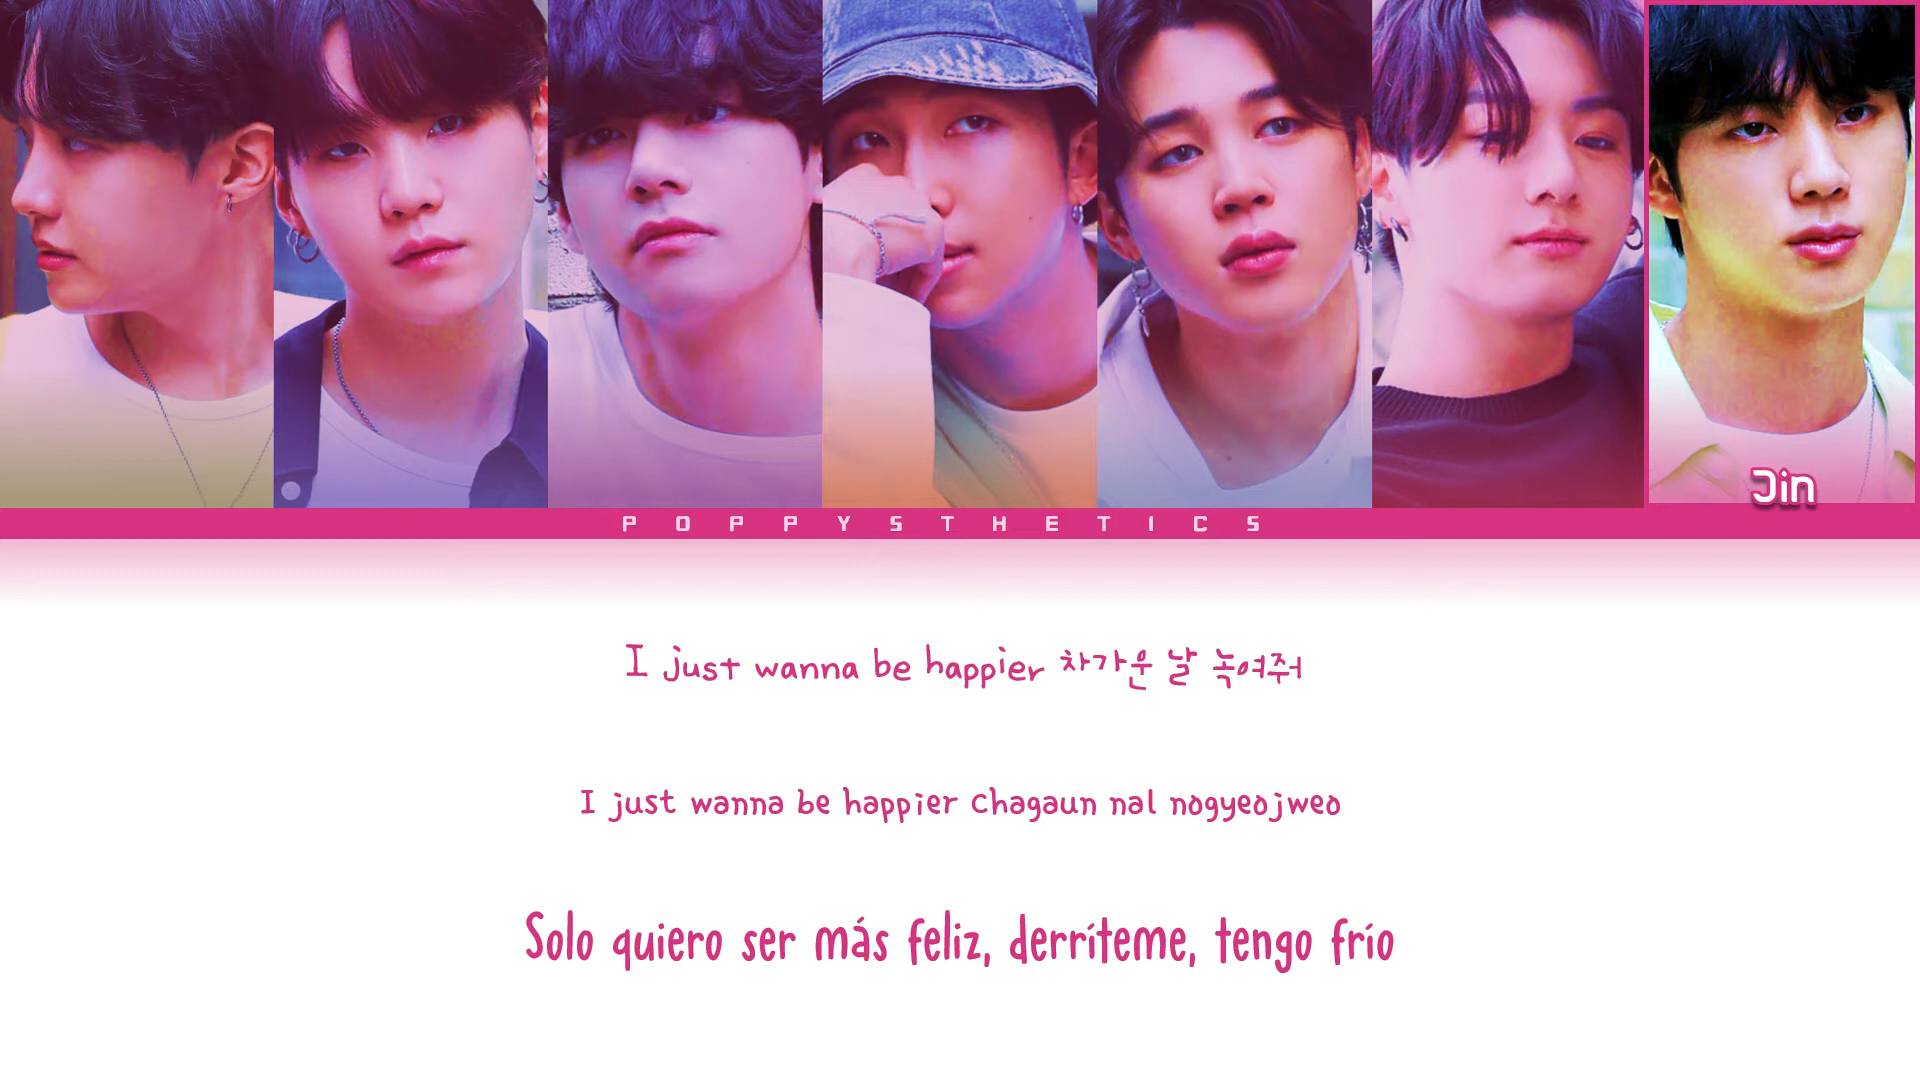 Jin
POPPYSTHETICS
I just wanna be happier 차가운 날 녹여줘
I just wanna be happier chagaun nal nogyeojweo
Solo quiero ser más feliz, derríteme, tengo frío